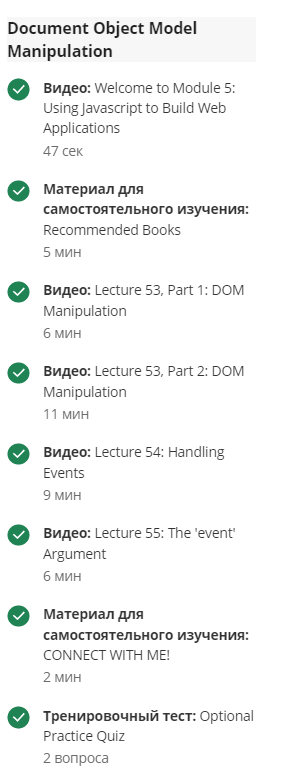 Document Object Model
Manipulation
Видео: Welcome to Module 5:
Using Javascript to Build Web
Applications
47 сек
Материал для
самостоятельного изучения:
Recommended Books
5 мин
Видео: Lecture 53, Part 1: DOM
Manipulation
6 мин
Видео: Lecture 53, Part 2: DOM
Manipulation
11 мин
Видео: Lecture 54: Handling
Events
9 мин
Видео: Lecture 55: The 'event'
Argument
6 мин
Материал для
самостоятельного изучения:
CONNECT WITH ME!
2 мин
Тренировочный тест: Optional
Practice Quiz
2 вопроса